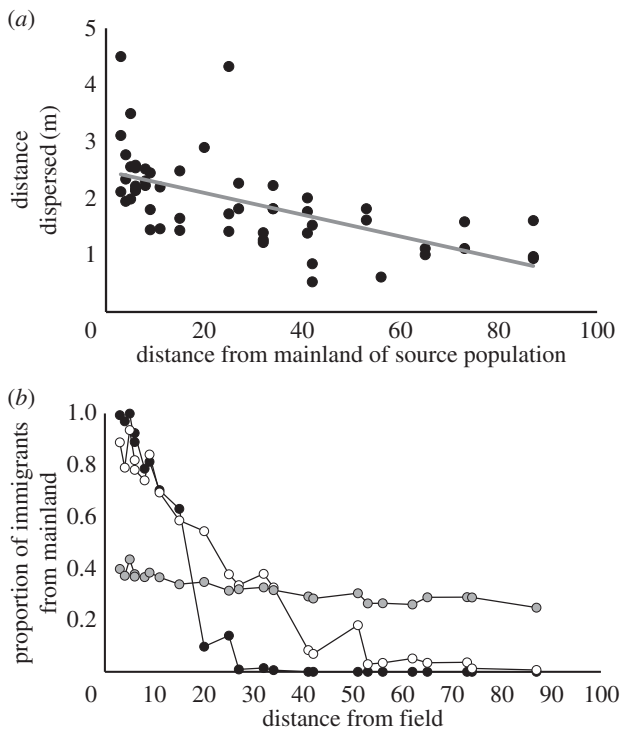 (a)
5
4
3
2
1
distance
dispersed (m)
0 20 40 60 80 100
distance from mainland of source population
(b)
1.0
0.8
0.6
0.4
0.2
proportion of immigrants
from mainland
0 10 20 30 40 50 60 70 80 90 100
distance from field